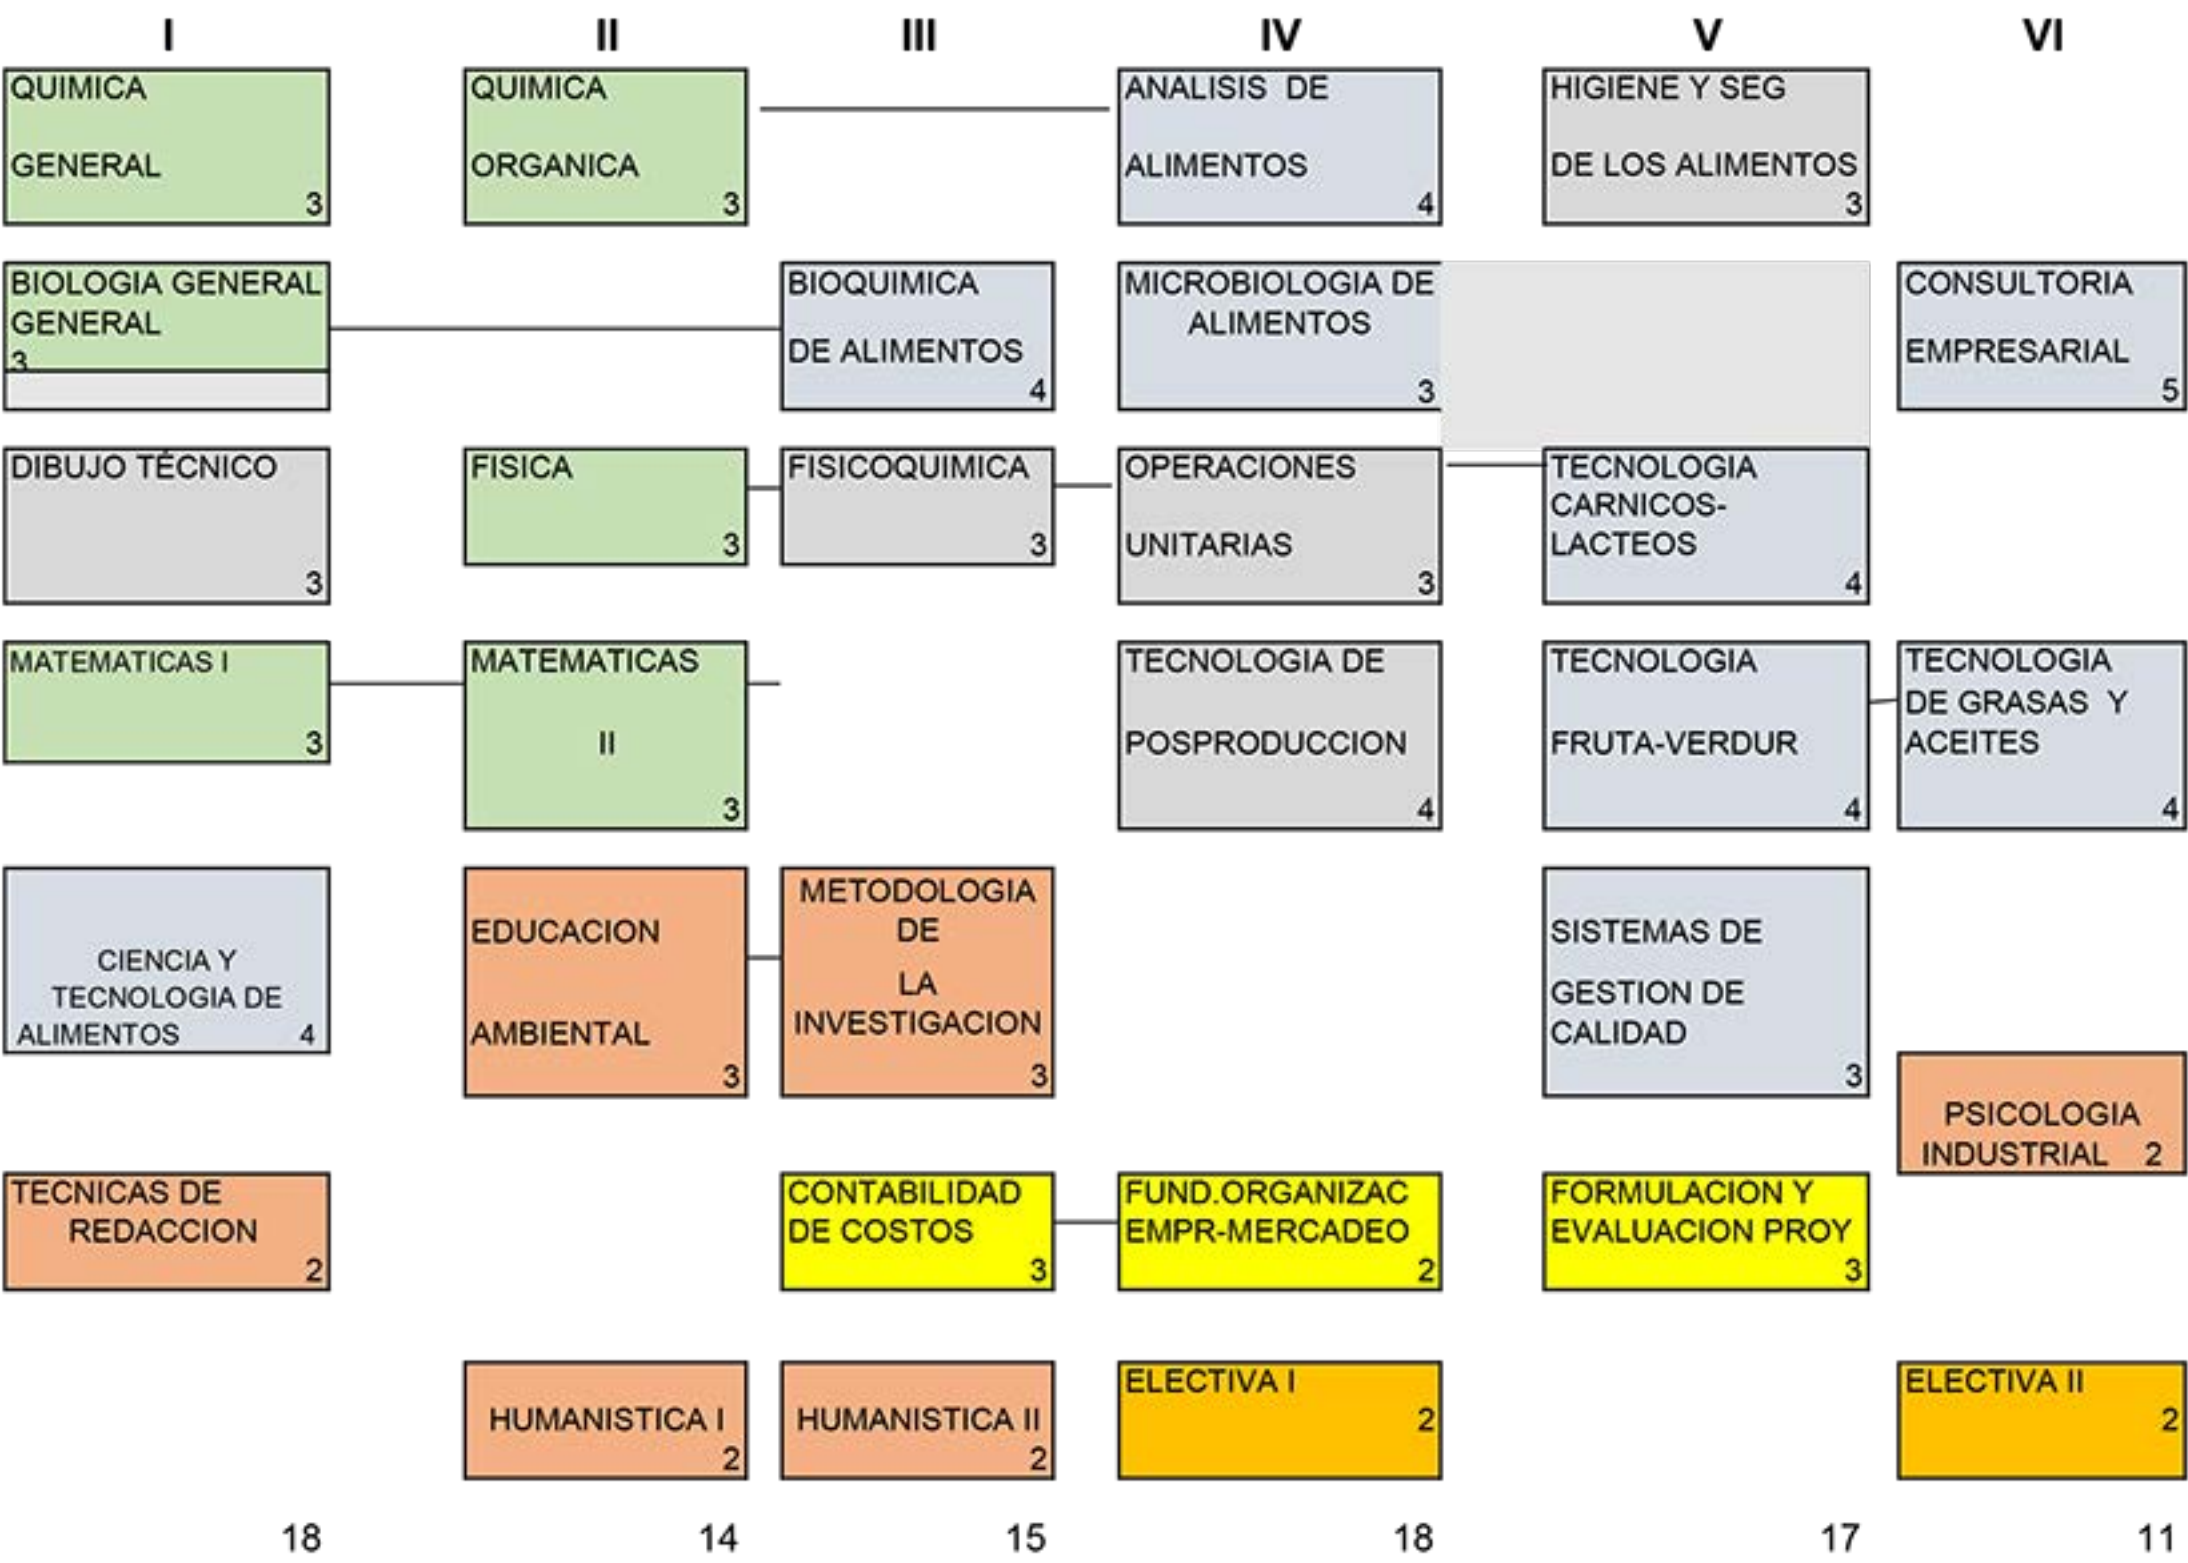 I II III IV V VI
QUIMICA
GENERAL
3
QUIMICA
ORGANICA
3
ANALISIS DE
ALIMENTOS
4
HIGIENE Y SEG
DE LOS ALIMENTOS
3
BIOLOGIA GENERAL
GENERAL
3
BIOQUIMICA
DE ALIMENTOS
4
MICROBIOLOGIA DE
ALIMENTOS
3
CONSULTORIA
EMPRESARIAL
5
DIBUJO TÉCNICO
3
FISICA
3
FISICOQUIMICA
3
OPERACIONES
UNITARIAS
3
TECNOLOGIA
CARNICOS-
LACTEOS
4
MATEMATICAS I
3
MATEMATICAS
II
3
TECNOLOGIA DE
POSPRODUCCION
4
TECNOLOGIA
FRUTA-VERDUR
4
TECNOLOGIA
DE GRASAS Y
ACEITES
4
CIENCIA Y
TECNOLOGIA DE
ALIMENTOS 4
EDUCACION
AMBIENTAL
3
METODOLOGIA
DE
LA
INVESTIGACION
3
SISTEMAS DE
GESTION DE
CALIDAD
3
PSICOLOGIA
INDUSTRIAL 2
TECNICAS DE
REDACCION
2
CONTABILIDAD
DE COSTOS
3
FUND.ORGANIZAC
EMPR-MERCADEO
2
FORMULACION Y
EVALUACION PROY
3
HUMANISTICA I
2
HUMANISTICA II
2
ELECTIVA I
2
ELECTIVA II
2
18 14 15 18 17 11